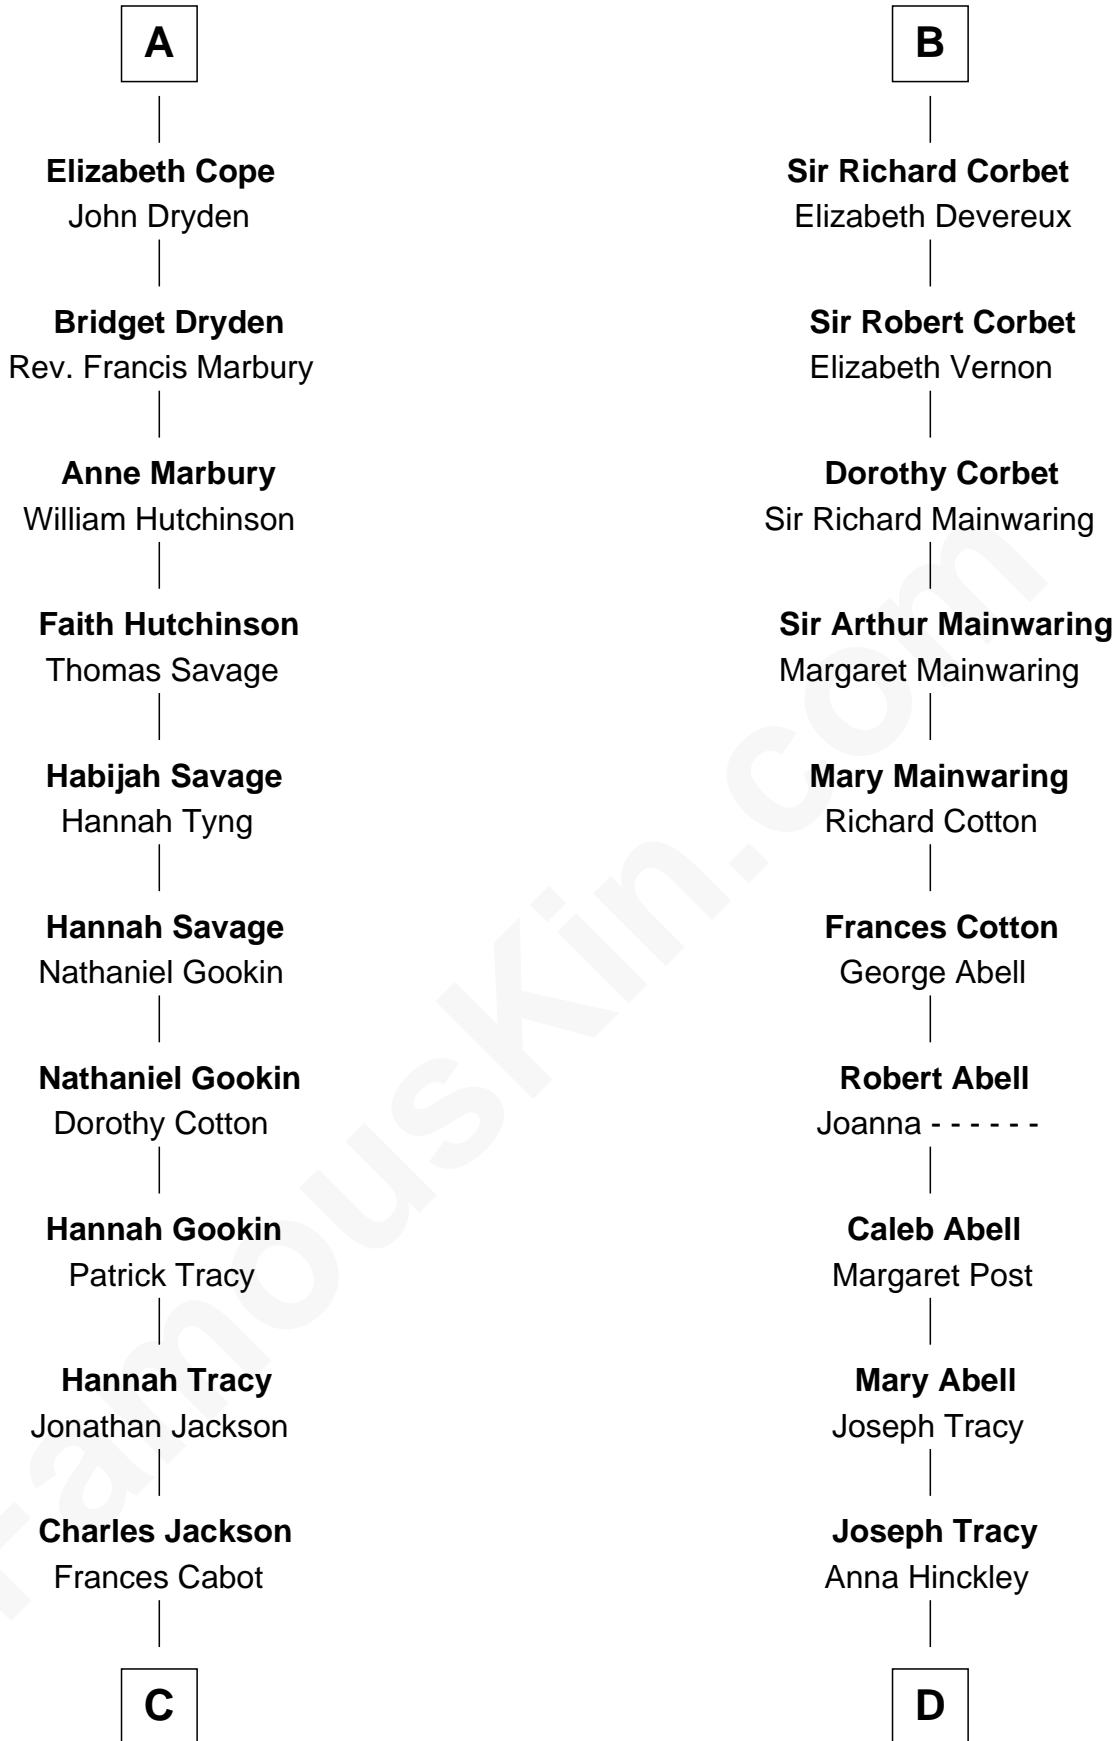 A
Elizabeth Cope
John Dryden
Bridget Dryden
Rev. Francis Marbury
Anne Marbury
William Hutchinson
Faith Hutchinson
Thomas Savage
Habijah Savage
Hannah Tyng
Hannah Savage
Nathaniel Gookin
Nathaniel Gookin
Dorothy Cotton
Hannah Gookin
Patrick Tracy
Hannah Tracy
Jonathan Jackson
Charles Jackson
Frances Cabot
C
B
Sir Richard Corbet
Elizabeth Devereux
Sir Robert Corbet
Elizabeth Vernon
Dorothy Corbet
Sir Richard Mainwaring
Sir Arthur Mainwaring
Margaret Mainwaring
Mary Mainwaring
Richard Cotton
Frances Cotton
George Abell
Robert Abell
Joanna - - - - - -
Caleb Abell
Margaret Post
Mary Abell
Joseph Tracy
Joseph Tracy
Anna Hinckley
D
FamousKin.com